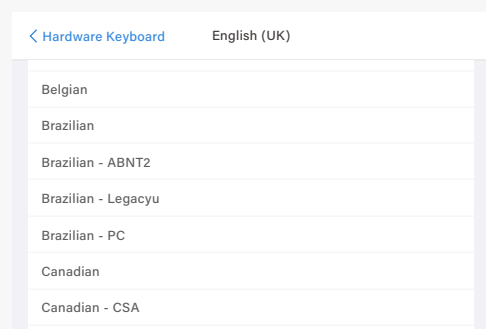 Hardware Keyboard English (UK)
Belgian
Brazilian
Brazilian - ABNT2
Brazilian - Legacyu
Brazilian - PC
Canadian
Canadian - CSA